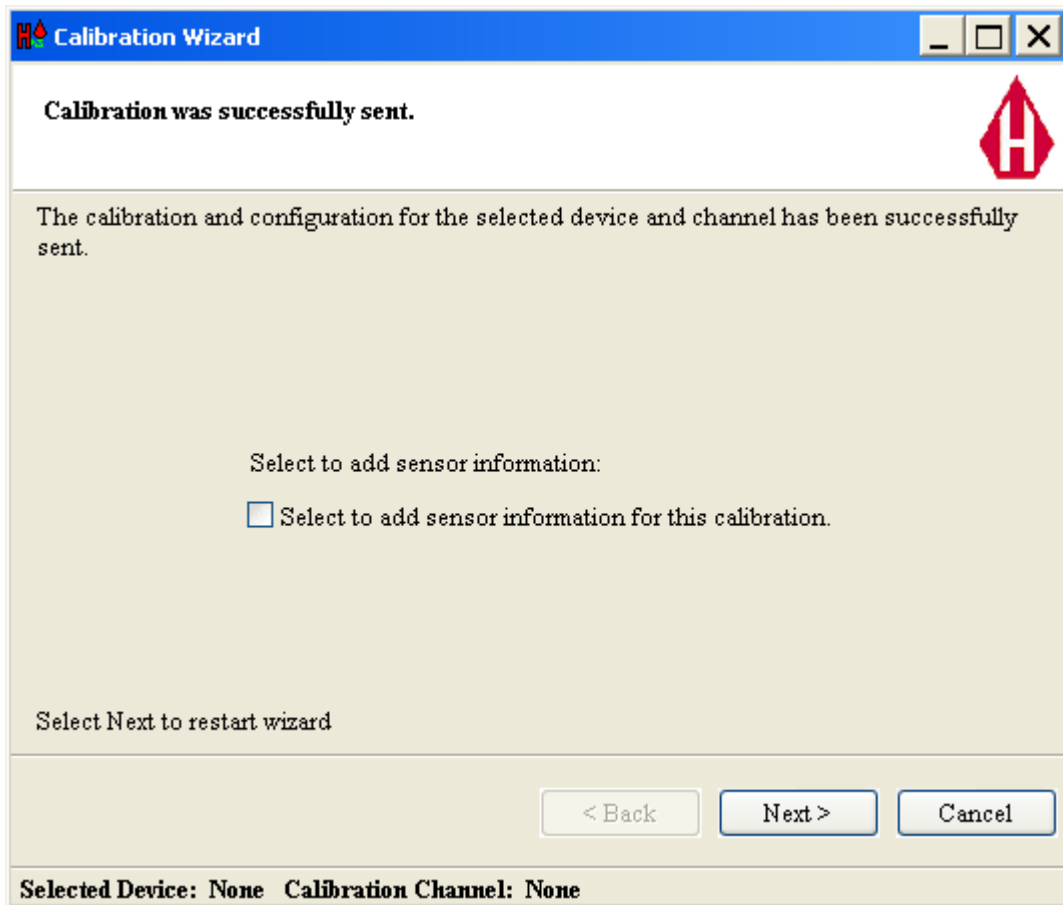 Calibration Wizard
Calibration was successfully sent.
H
The calibration and configuration for the selected device and channel has been successfully
sent.
Select to add sensor information:
Select to add sensor information for this calibration.
Select Next to restart wizard
< Back
Next >
Cancel
Selected Device: None Calibration Channel: None